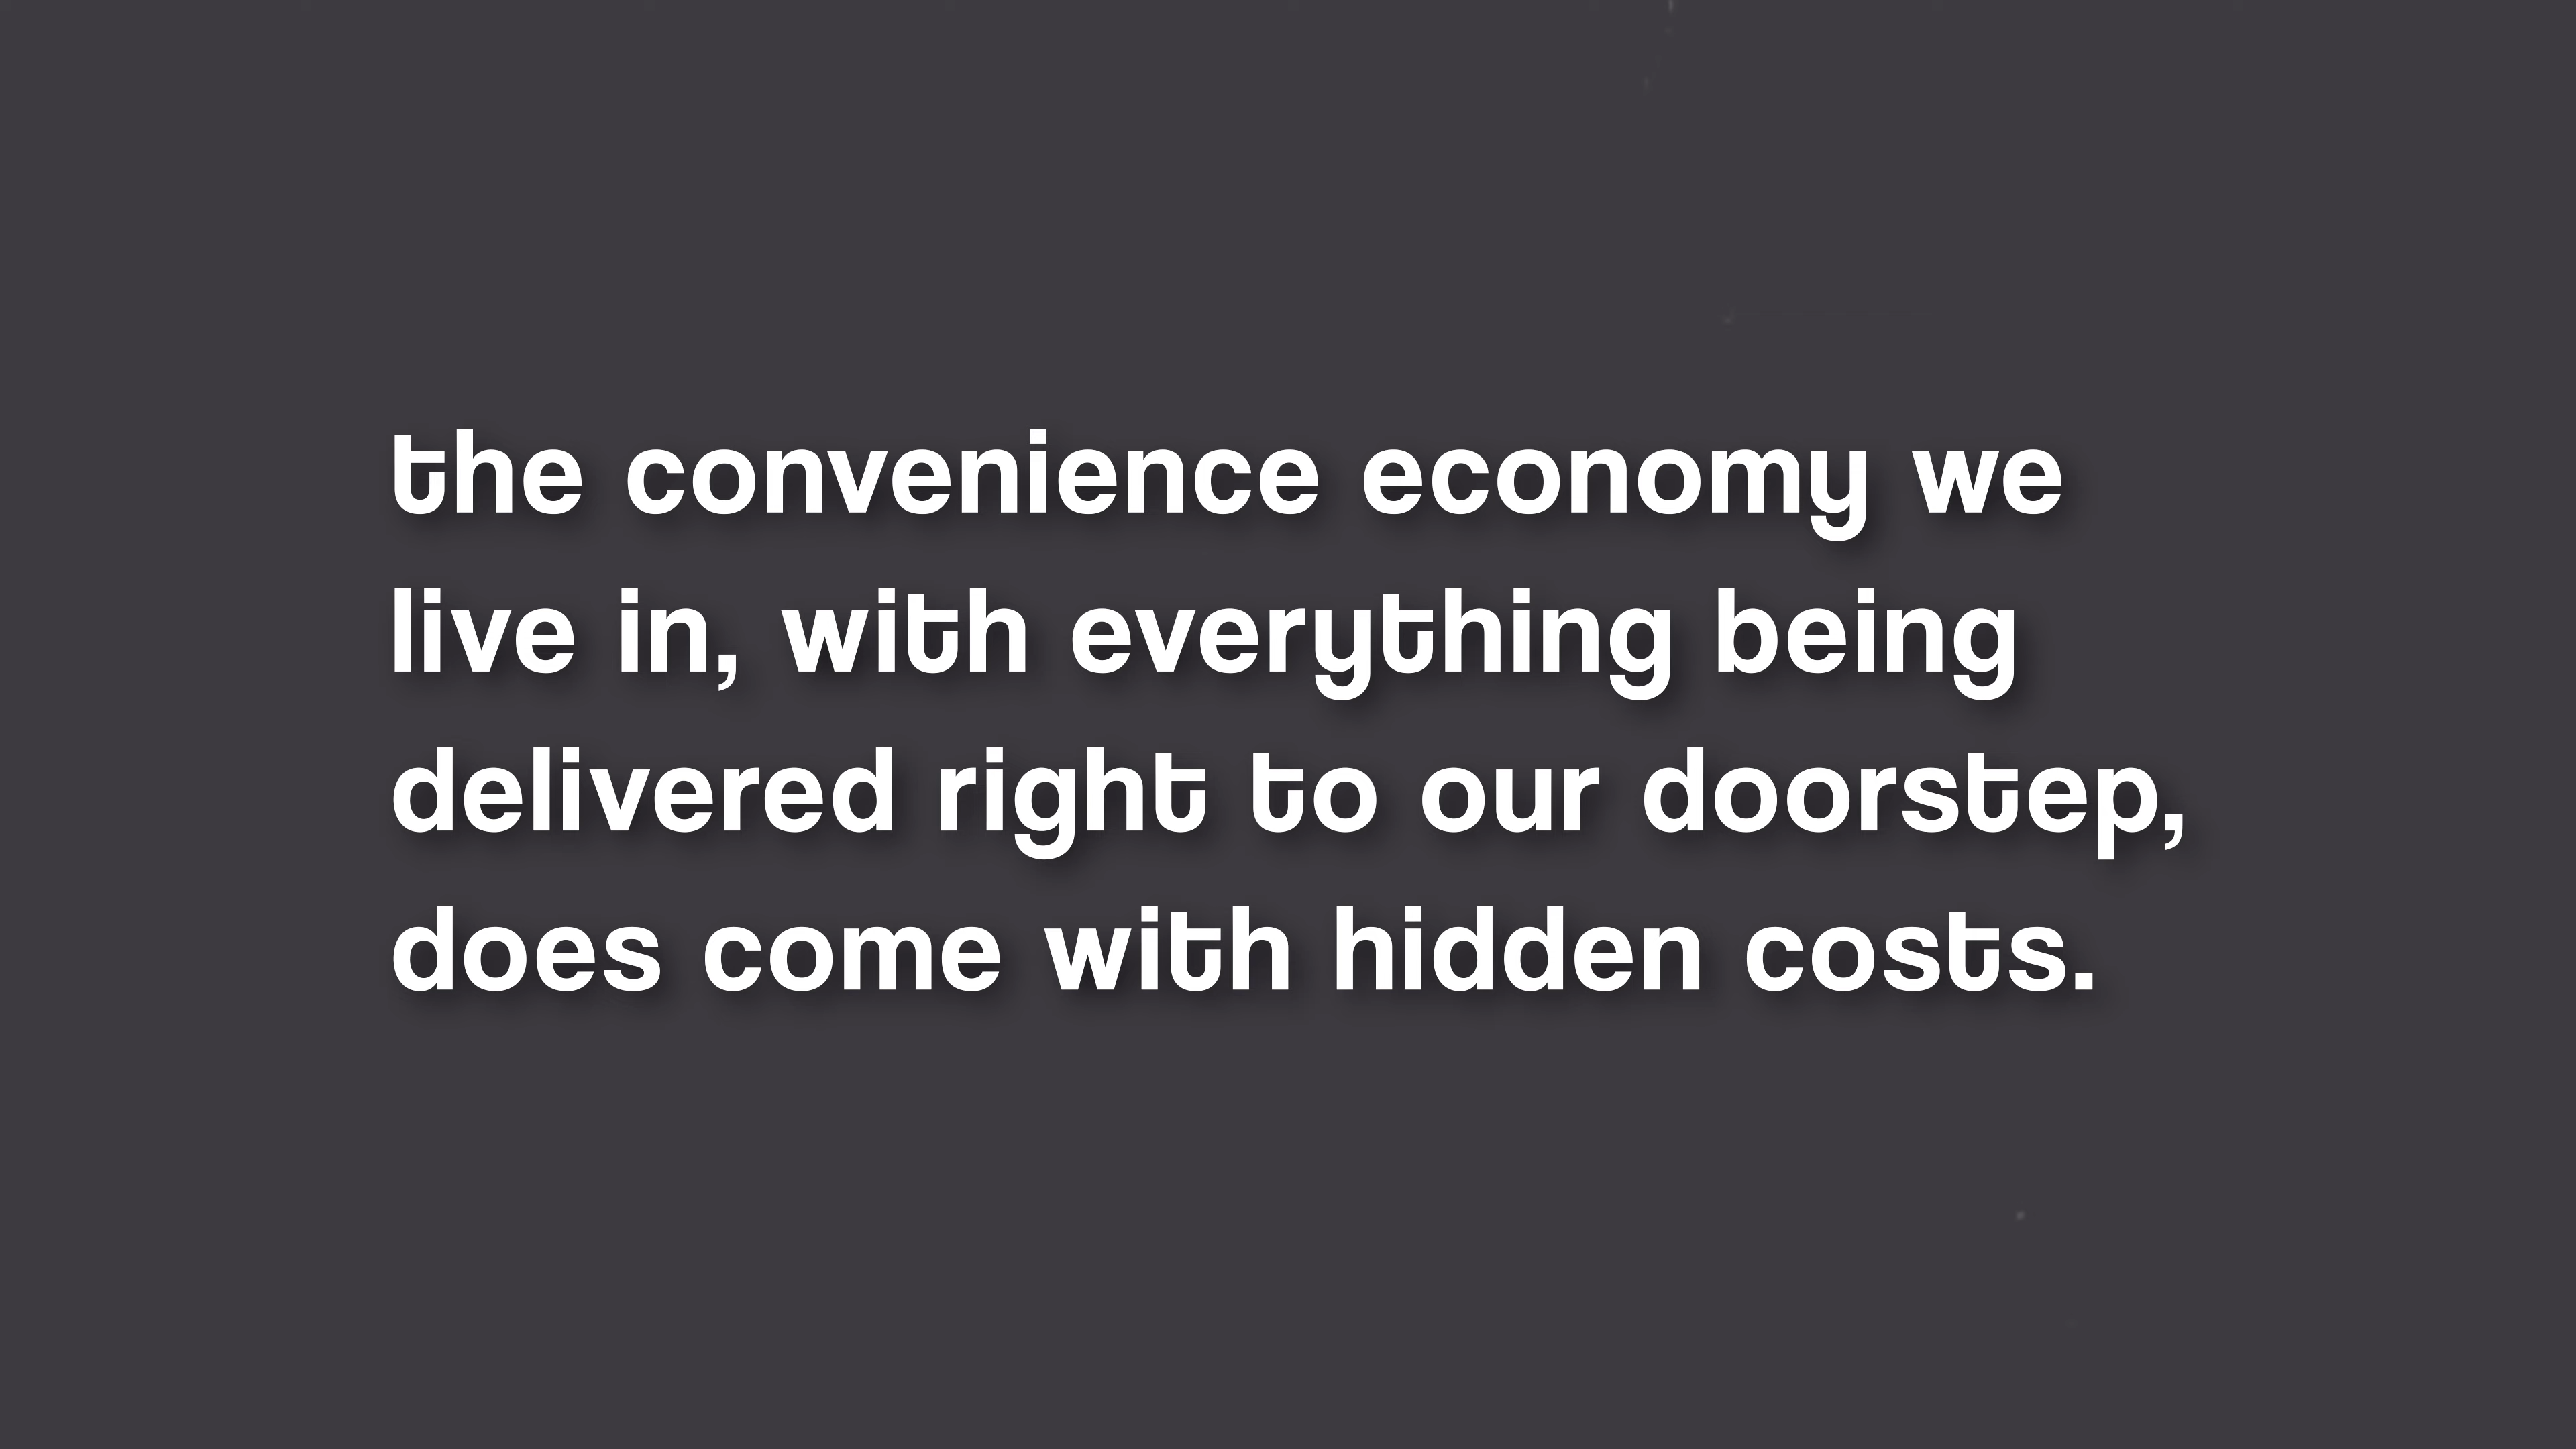 the convenience economy we
live in, with everything being
delivered right to our doorstep,
does come with hidden costs.